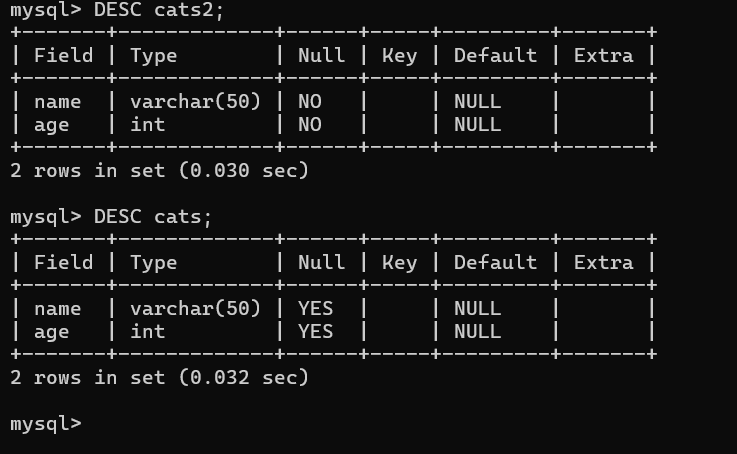 mysql> DESC cats2;
+-------+-------------+------+-----+---------+-------+
| Field | Type        | Null | Key | Default | Extra |
+-------+-------------+------+-----+---------+-------+
| name  | varchar(50) | NO   |     | NULL    |       |
| age   | int         | NO   |     | NULL    |       |
+-------+-------------+------+-----+---------+-------+
2 rows in set (0.030 sec)

mysql> DESC cats;
+-------+-------------+------+-----+---------+-------+
| Field | Type        | Null | Key | Default | Extra |
+-------+-------------+------+-----+---------+-------+
| name  | varchar(50) | YES  |     | NULL    |       |
| age   | int         | YES  |     | NULL    |       |
+-------+-------------+------+-----+---------+-------+
2 rows in set (0.032 sec)

mysql>